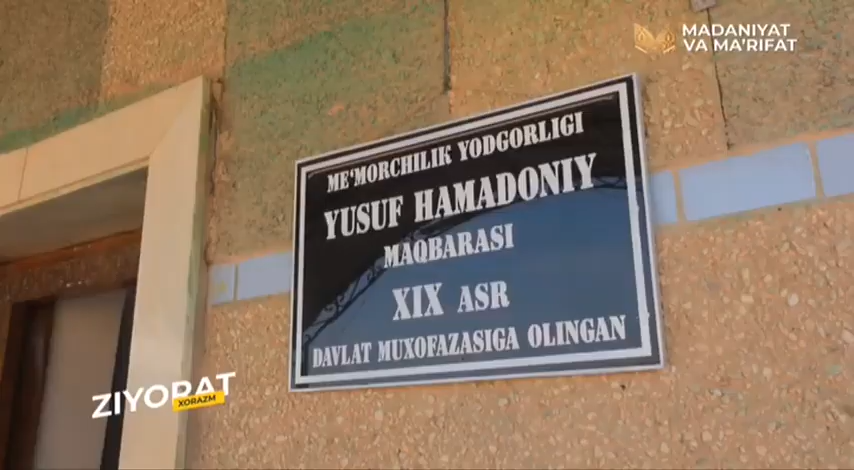 MADANIYAT
VA MA'RIFAT
ME'MORCHILIK YODGORLIGI
YUSUF HAMADONIY
MAQBARASI
XIX ASR
DAVLAT MUXOFAZASIGA OLINGAN
ZIYORAT
XORAZM